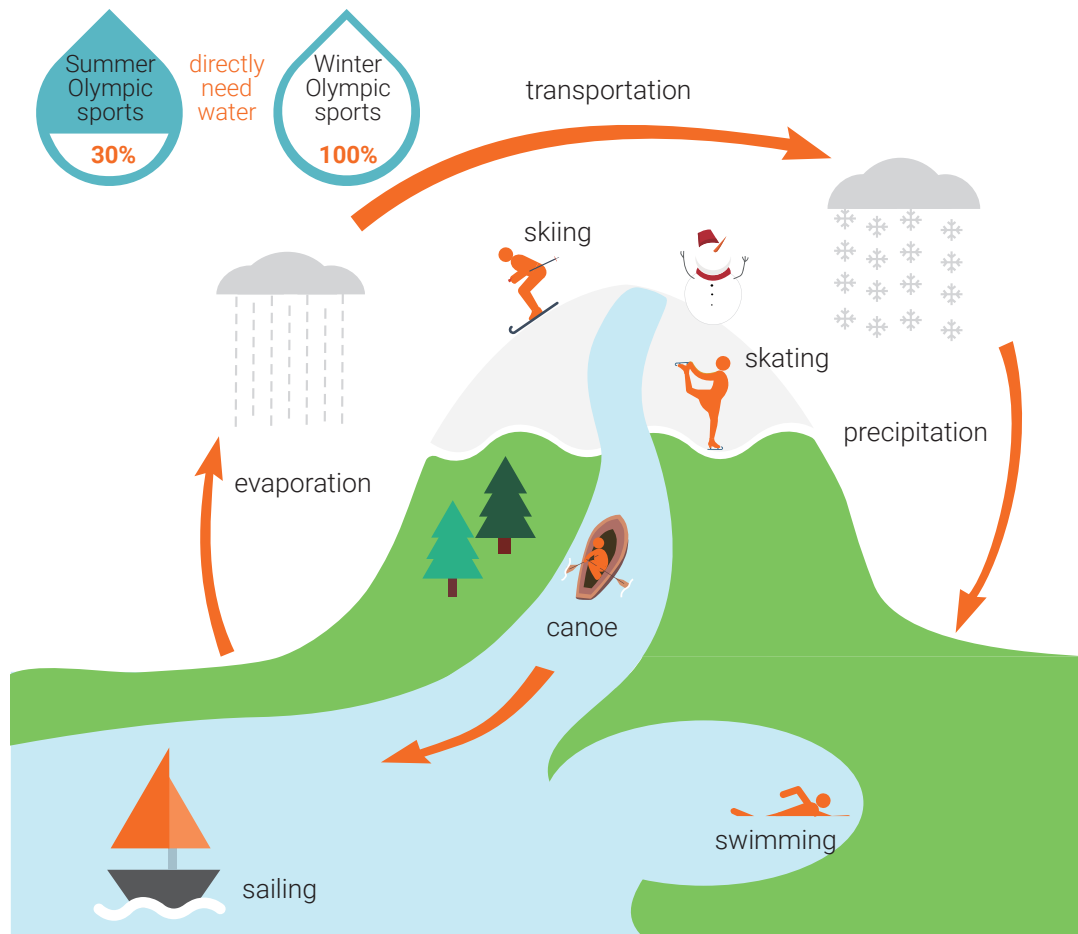 Summer
Olympic
sports
30%
directly
need
water
Winter
Olympic
sports
100%
transportation
skiing
skating
precipitation
evaporation
canoe
swimming
sailing